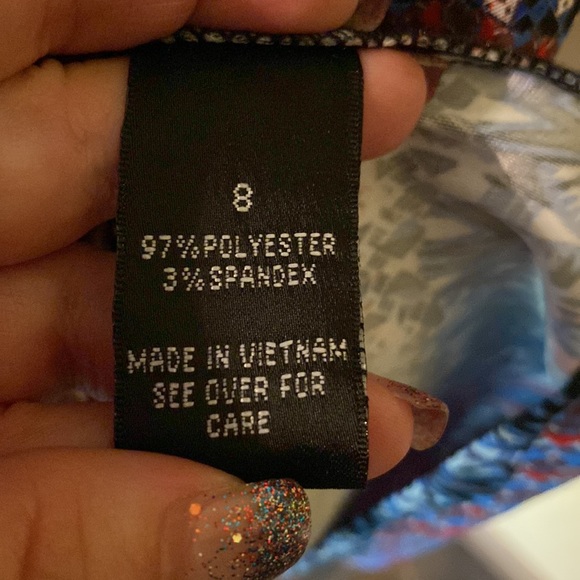 8
97% POLYESTER
3% SPANDEX
MADE IN VIETNAM
SEE OVER FOR
CARE